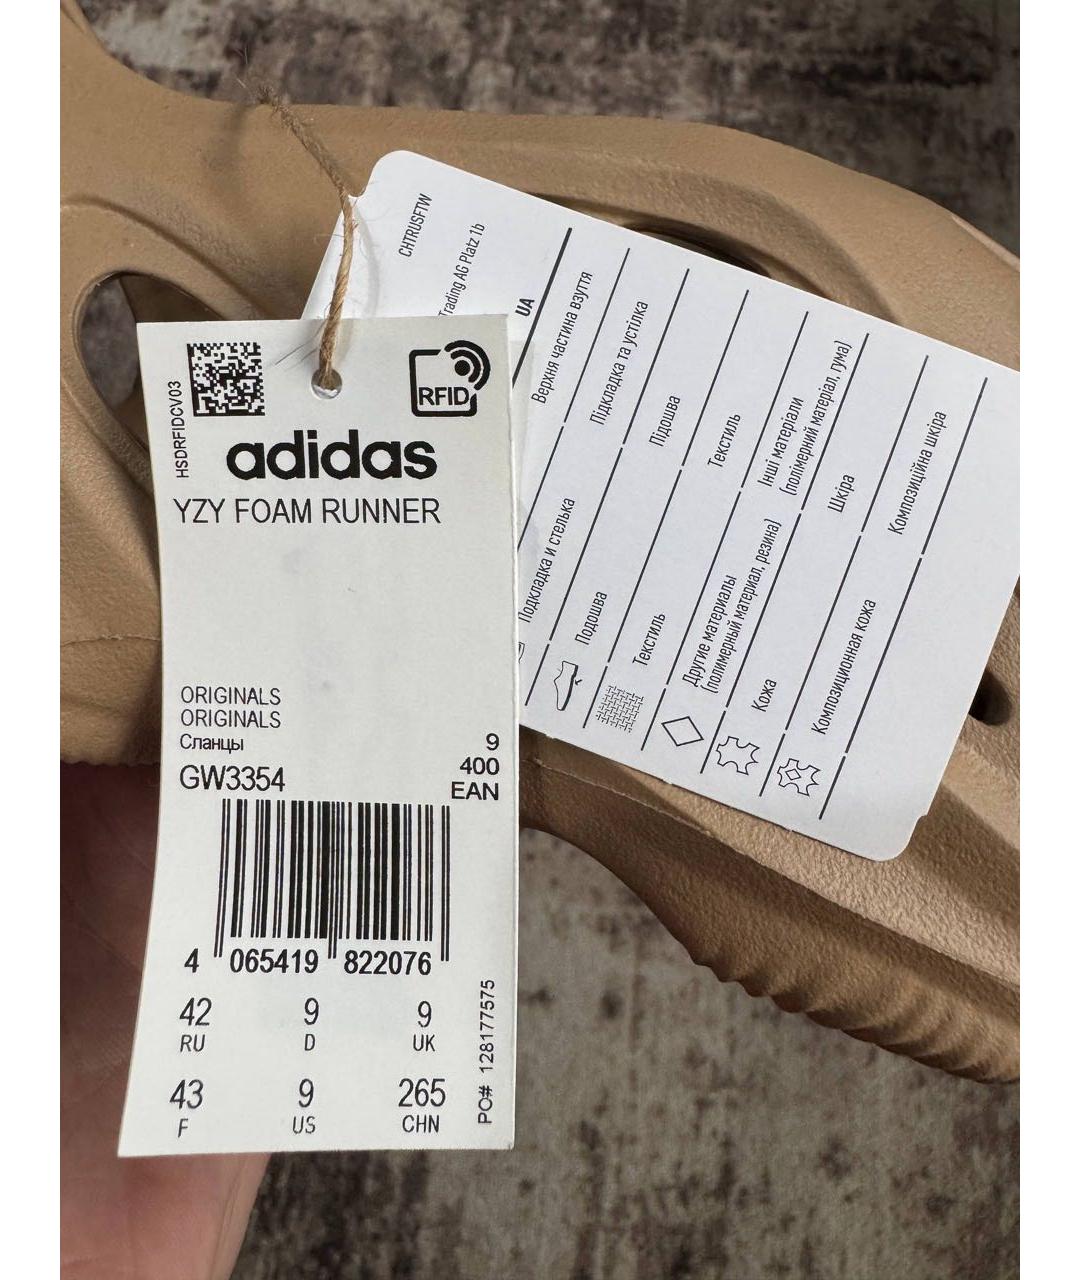 HSDRFIDCV03
RFID
adidas
YZY FOAM RUNNER
ORIGINALS
ORIGINALS
Сланцы
9
400
GW3354
EAN
4 065419 822076
42 9 9
RU D UK
43 9 265
F US CHN
PO# 128177575
CHTRUSFTW
Trading AG Platz 1b
UA
Верхня частина взуття
Підкладка та устілка
Підошва
Текстиль
Інші матеріали
(полімерний матеріал, гума)
Шкіра
Композиційна шкіра
Подкладка и стелька
Подошва
Текстиль
Другие материалы
(полимерный материал, резина)
Кожа
Композиционная кожа